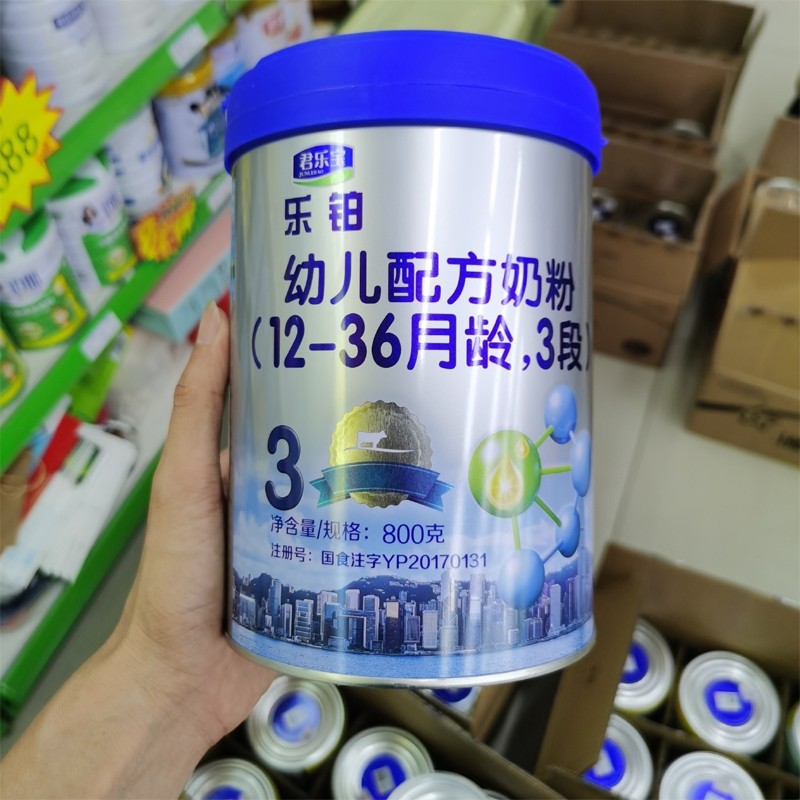 君乐宝
JUNLEBAO
乐铂
幼儿配方奶粉
（12-36月龄，3段）
3
净含量/规格：800克
注册号：国食注字YP20170131